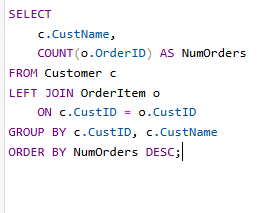 SELECT
c.CustName,
COUNT(o.OrderID) AS NumOrders
FROM Customer c
LEFT JOIN OrderItem o
ON c.CustID = o.CustID
GROUP BY c.CustID, c.CustName
ORDER BY NumOrders DESC;